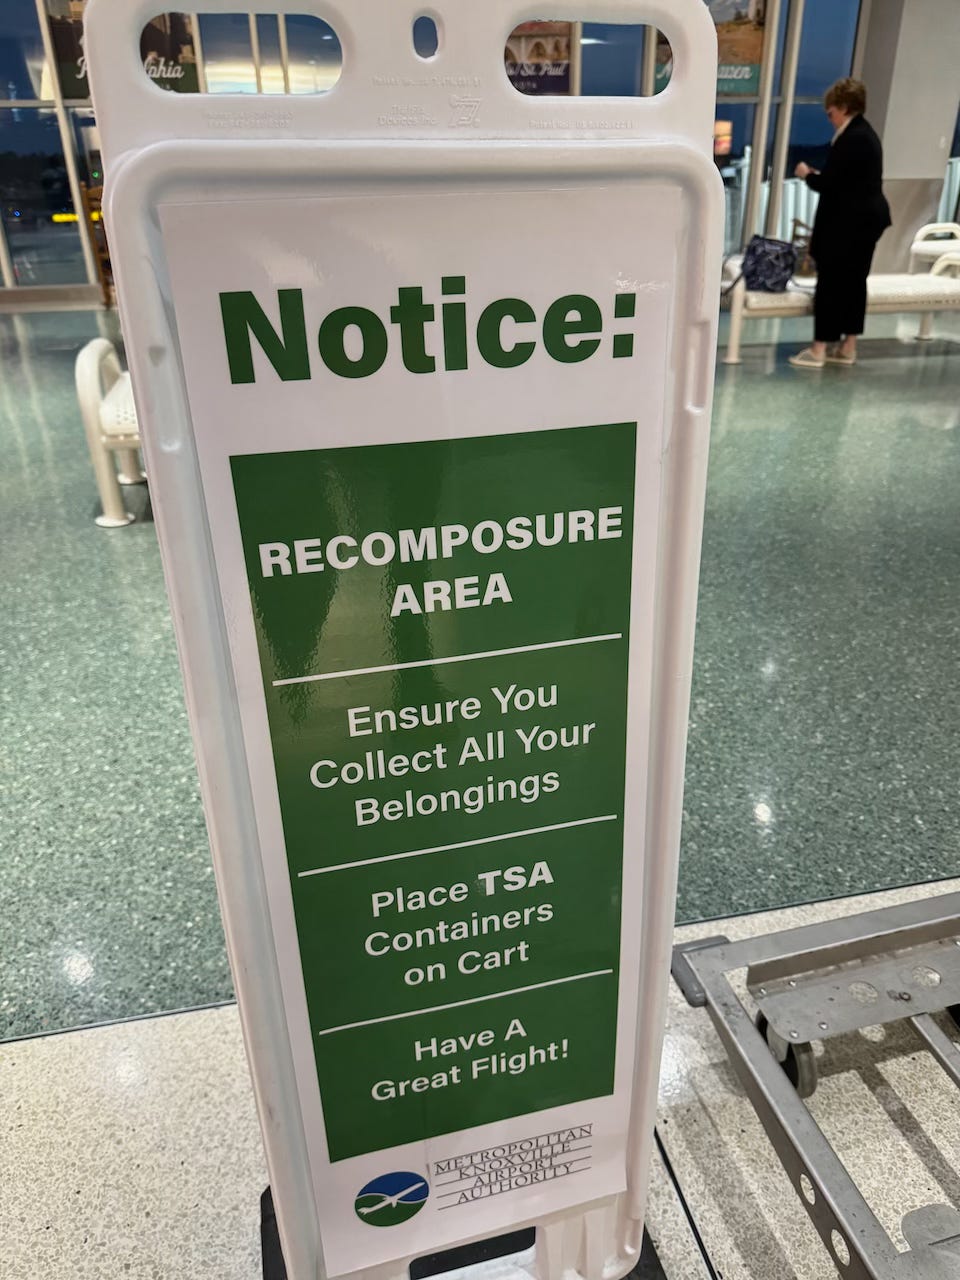 Notice:
RECOMPOSURE
AREA
Ensure You
Collect All Your
Belongings
Place TSA
Containers
on Cart
Have A
Great Flight!
METROPOLITAN
KNOXVILLE
AIRPORT
AUTHORITY